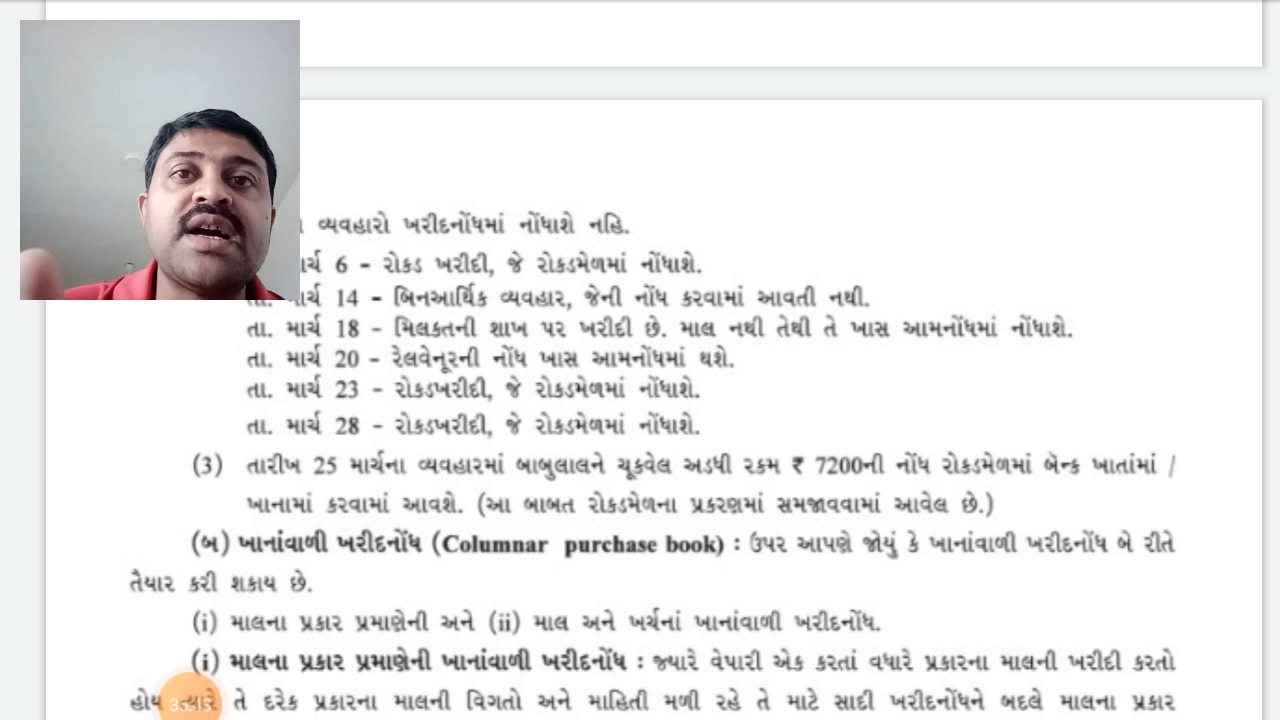 વ્યવહારો ખરીદનોંધમાં નોંધાશે નહિ.
માર્ચ 6 - રોકડ ખરીદી, જે રોકડમેળમાં નોંધાશે.
તા. માર્ચ 14 - બિનઆર્થિક વ્યવહાર, જેની નોંધ કરવામાં આવતી નથી.
તા. માર્ચ 18 - મિલકતની શાખ પર ખરીદી છે. માલ નથી તેથી તે ખાસ આમનોંધમાં નોંધાશે.
તા. માર્ચ 20 - રેલવેનૂરની નોંધ ખાસ આમનોંધમાં થશે.
તા. માર્ચ 23 - રોકડખરીદી, જે રોકડમેળમાં નોંધાશે.
તા. માર્ચ 28 - રોકડખરીદી, જે રોકડમેળમાં નોંધાશે.
(3) તારીખ 25 માર્ચના વ્યવહારમાં બાબુલાલને ચૂકવેલ અડધી રકમ ₹ 7200ની નોંધ રોકડમેળમાં બૅન્ક ખાતાંમાં /
ખાનામાં કરવામાં આવશે. (આ બાબત રોકડમેળના પ્રકરણમાં સમજાવવામાં આવેલ છે.)
(બ) ખાનાંવાળી ખરીદનોંધ (Columnar purchase book) : ઉપર આપણે જોયું કે ખાનાંવાળી ખરીદનોંધ બે રીતે
તૈયાર કરી શકાય છે.
(i) માલના પ્રકાર પ્રમાણેની અને (ii) માલ અને ખર્ચનાં ખાનાંવાળી ખરીદનોંધ.
(i) માલના પ્રકાર પ્રમાણેની ખાનાંવાળી ખરીદનોંધ : જ્યારે વેપારી એક કરતાં વધારે પ્રકારના માલની ખરીદી કરતો
હોય ત્યારે તે દરેક પ્રકારના માલની વિગતો અને માહિતી મળી રહે તે માટે સાદી ખરીદનોંધને બદલે માલના પ્રકાર